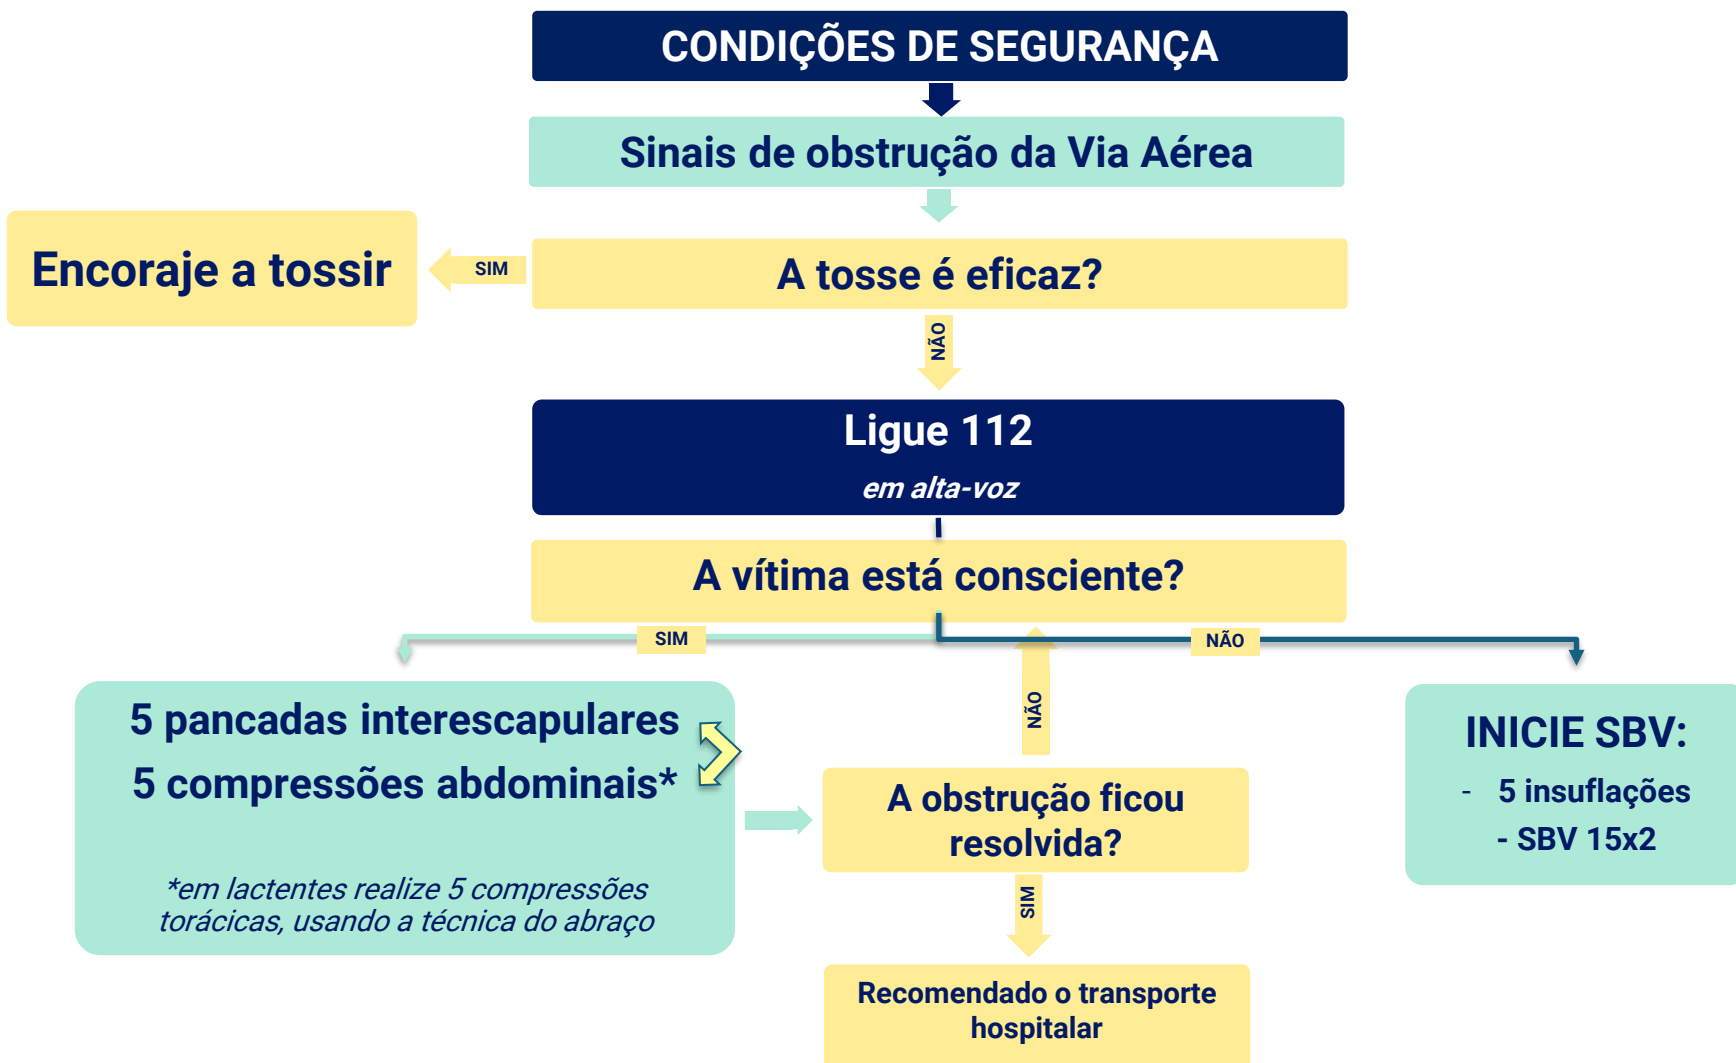 CONDIÇÕES DE SEGURANÇA
Sinais de obstrução da Via Aérea
Encoraje a tossir
SIM
A tosse é eficaz?
NÃO
Ligue 112
em alta-voz
A vítima está consciente?
SIM
NÃO
5 pancadas interescapulares
5 compressões abdominais*
*em lactentes realize 5 compressões
torácicas, usando a técnica do abraço
NÃO
A obstrução ficou
resolvida?
SIM
Recomendado o transporte
hospitalar
INICIE SBV:
- 5 insuflações
- SBV 15x2